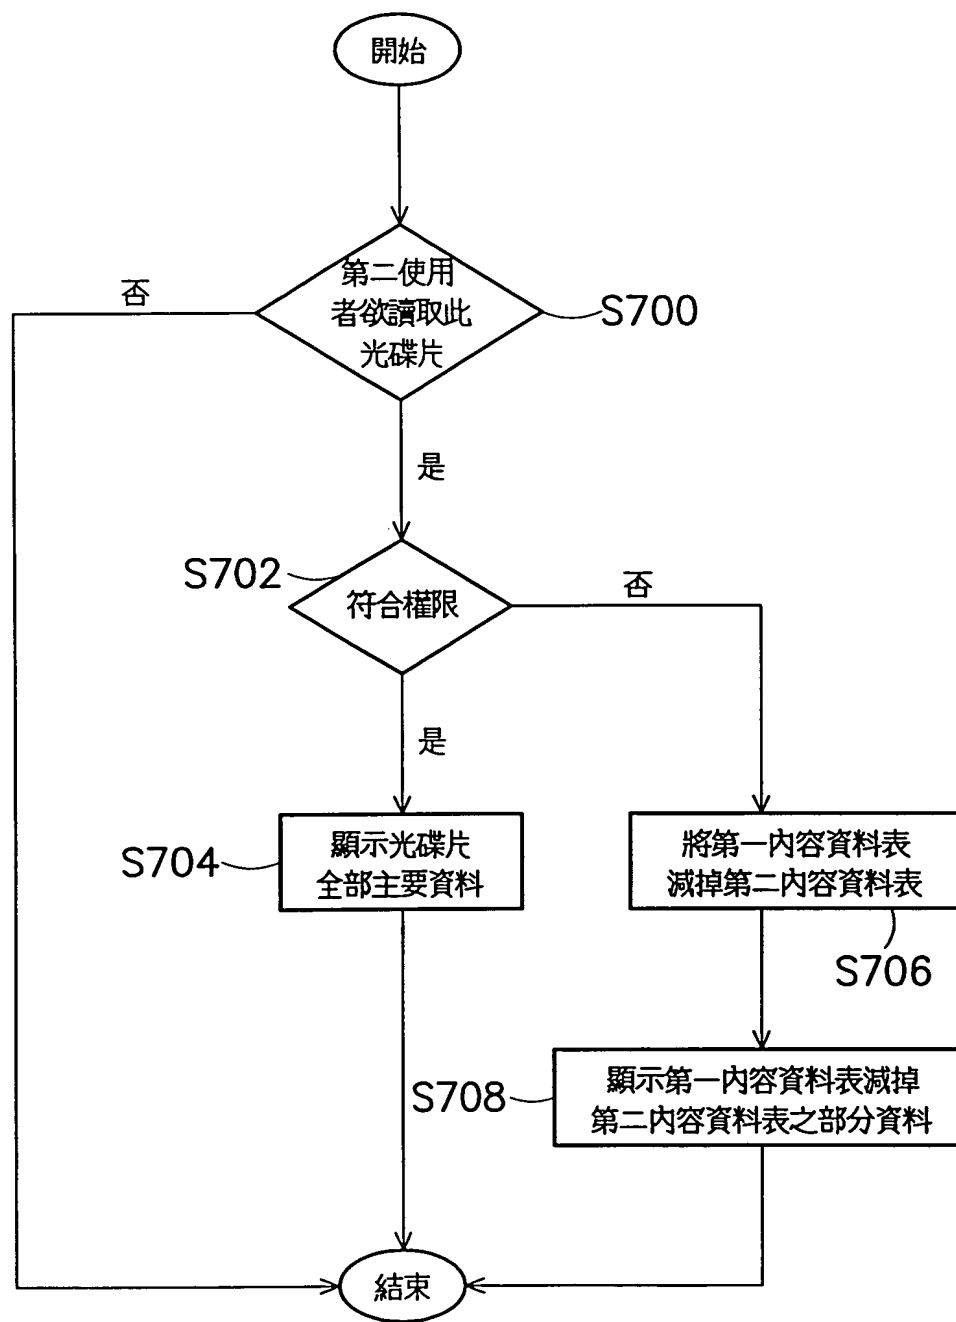 開始
否
第二使用
者欲讀取此
光碟片
S700
是
S702
符合權限
否
是
S704
顯示光碟片
全部主要資料
將第一內容資料表
減掉第二內容資料表
S706
S708
顯示第一內容資料表減掉
第二內容資料表之部分資料
結束